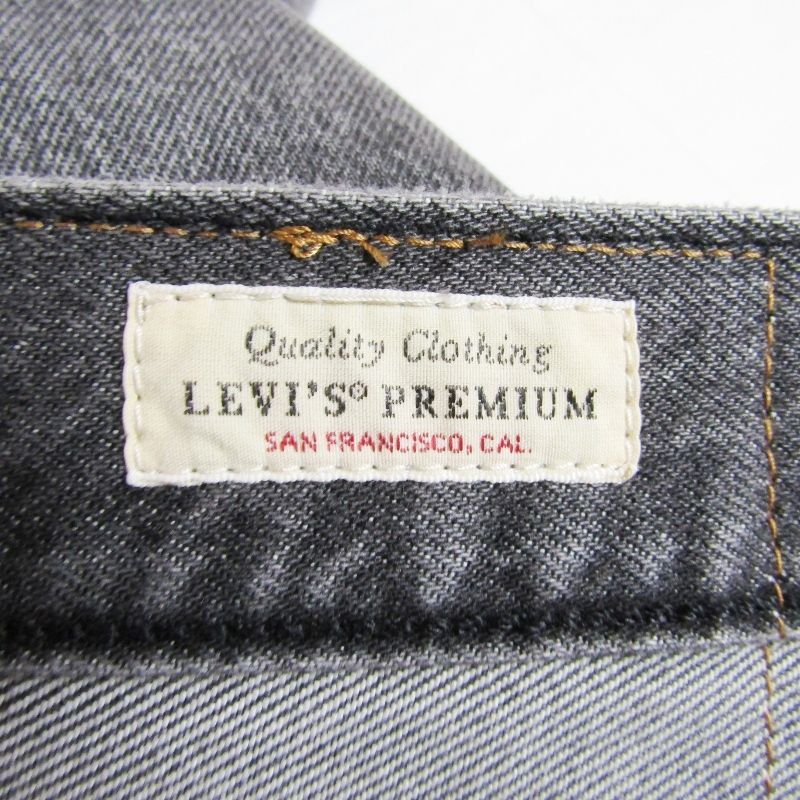 Quality Clothing
LEVI'S® PREMIUM
SAN FRANCISCO, CAL.